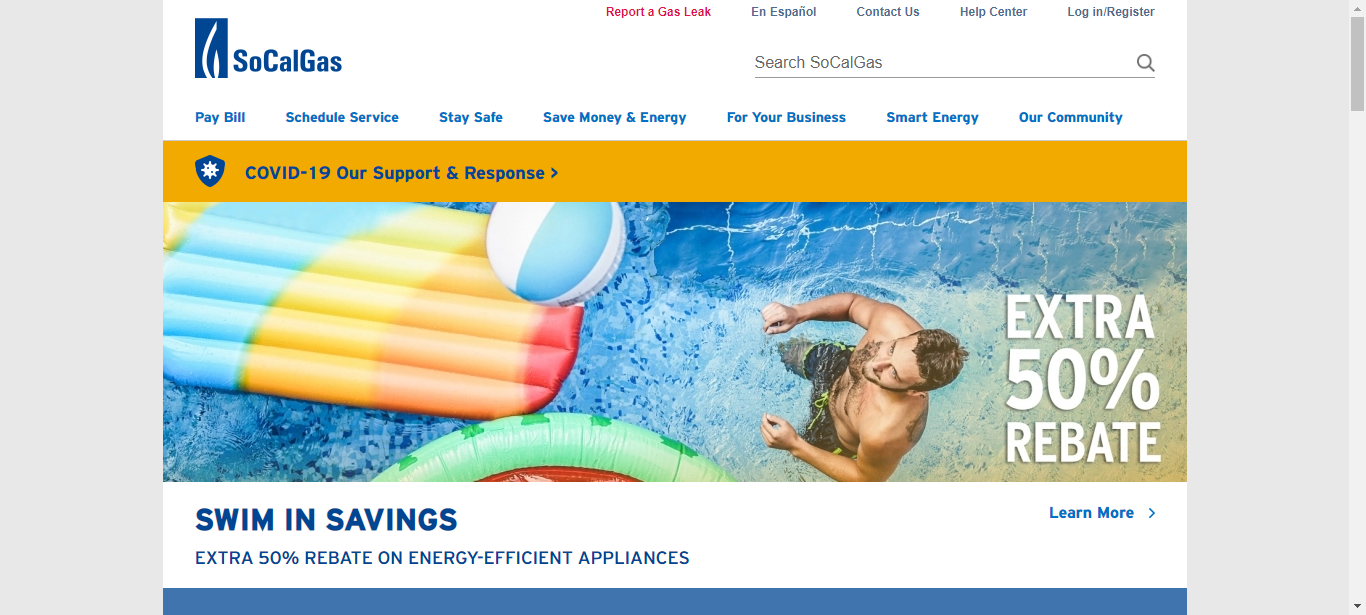 Report a Gas Leak
En Español
Contact Us
Help Center
Log in/Register
SoCalGas
Search SoCalGas
Pay Bill
Schedule Service
Stay Safe
Save Money & Energy
For Your Business
Smart Energy
Our Community
COVID-19 Our Support & Response >
EXTRA
50%
REBATE
SWIM IN SAVINGS
Learn More >
EXTRA 50% REBATE ON ENERGY-EFFICIENT APPLIANCES